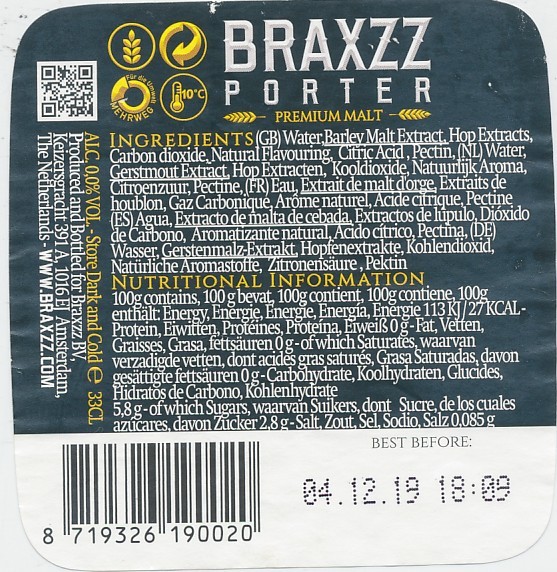 BRAXZZ
PORTER
PREMIUM MALT
Für die Umwelt
MEHRWEG
10°C
INGREDIENTS (GB) Water, Barley Malt Extract, Hop Extracts,
Carbon dioxide, Natural Flavouring, Citric Acid, Pectin, (NL) Water,
Gerstmout Extract, Hop Extracten, Kooldioxide, Natuurlijk Aroma,
Citroenzuur, Pectine, (FR) Eau, Extrait de malt d'orge, Extraits de
houblon, Gaz Carbonique, Arôme naturel, Acide citrique, Pectine
(ES) Agua, Extracto de malta de cebada, Extractos de lúpulo, Dióxido
de Carbono, Aromatizante natural, Acido cítrico, Pectina, (DE)
Wasser, Gerstenmalz-Extrakt, Hopfenextrakte, Kohlendioxid,
Natürliche Aromastoffe, Zitronensäure, Pektin
NUTRITIONAL INFORMATION
100g contains, 100 g bevat, 100g contient, 100g contiene, 100g
enthält: Energy, Energie, Energie, Energia, Energie 113 KJ / 27 KCAL -
Protein, Eiwitten, Protéines, Proteína, Eiweiß 0 g - Fat, Vetten,
Graisses, Grasa, fettsäuren 0 g - of which Saturates, waarvan
verzadigde vetten, dont acides gras saturés, Grasa Saturadas, davon
gesättigte fettsäuren 0 g - Carbohydrate, Koolhydraten, Glucides,
Hidratos de Carbono, Kohlenhydrate
5,8 g - of which Sugars, waarvan Suikers, dont Sucre, de los cuales
azúcares, davon Zucker 2,8 g - Salt, Zout, Sel, Sodio, Salz 0,085 g
ALC. 0.0% VOL. - Store Dark and Cold ℮ 33CL
Produced and Bottled for Braxzz BV,
Keizersgracht 391 A, 1016EJ Amsterdam,
The Netherlands - WWW.BRAXZZ.COM
BEST BEFORE:
04.12.19 18:09
8 719326 190020